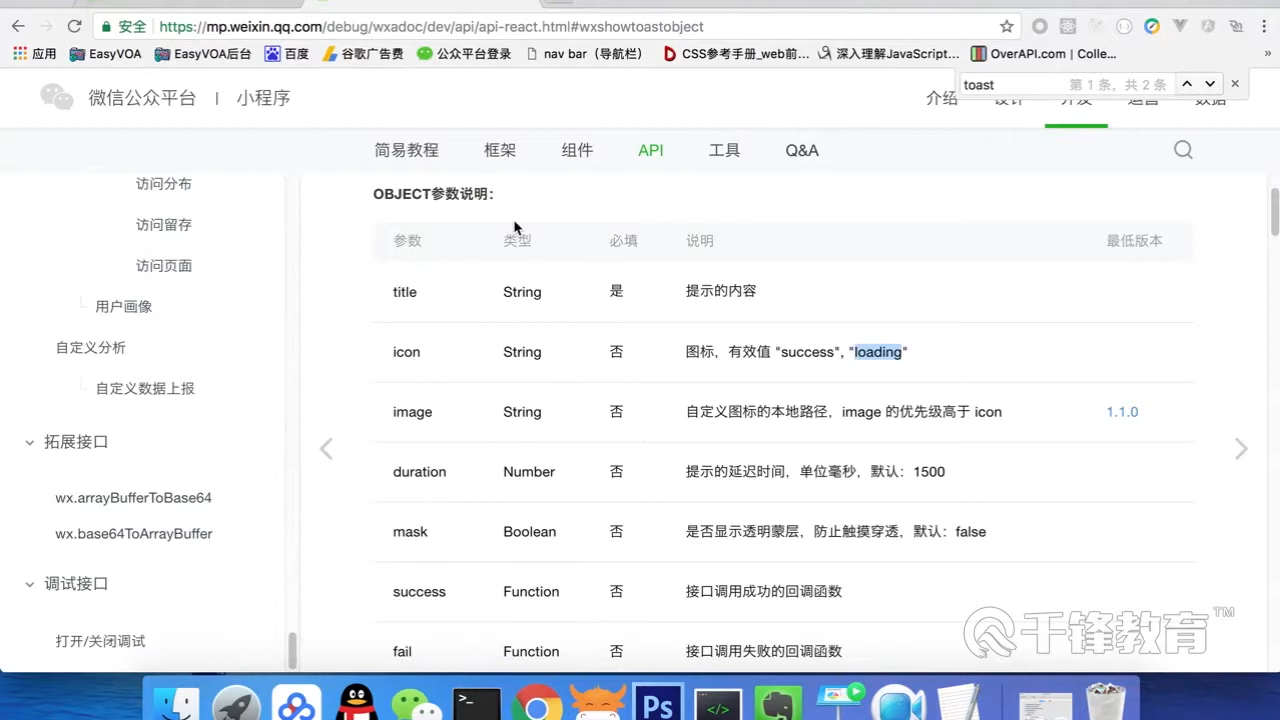 安全 https://mp.weixin.qq.com/debug/wxadoc/dev/api/api-react.html#wxshowtoastobject
应用 EasyVOA EasyVOA后台 百度 谷歌广告费 公众平台登录 nav bar（导航栏） CSS参考手册_web前... 深入理解JavaScript... OverAPI.com | Colle... »
toast 第 1 条，共 2 条
微信公众平台 | 小程序 介绍 设计 开发 运营 数据
简易教程 框架 组件 API 工具 Q&A
访问分布
访问留存
访问页面
用户画像
自定义分析
自定义数据上报
拓展接口
wx.arrayBufferToBase64
wx.base64ToArrayBuffer
调试接口
打开/关闭调试
OBJECT参数说明：
参数 类型 必填 说明 最低版本
title String 是 提示的内容
icon String 否 图标，有效值 "success", "loading"
image String 否 自定义图标的本地路径，image 的优先级高于 icon 1.1.0
duration Number 否 提示的延迟时间，单位毫秒，默认：1500
mask Boolean 否 是否显示透明蒙层，防止触摸穿透，默认：false
success Function 否 接口调用成功的回调函数
fail Function 否 接口调用失败的回调函数
千锋教育™
>_ Ps </>